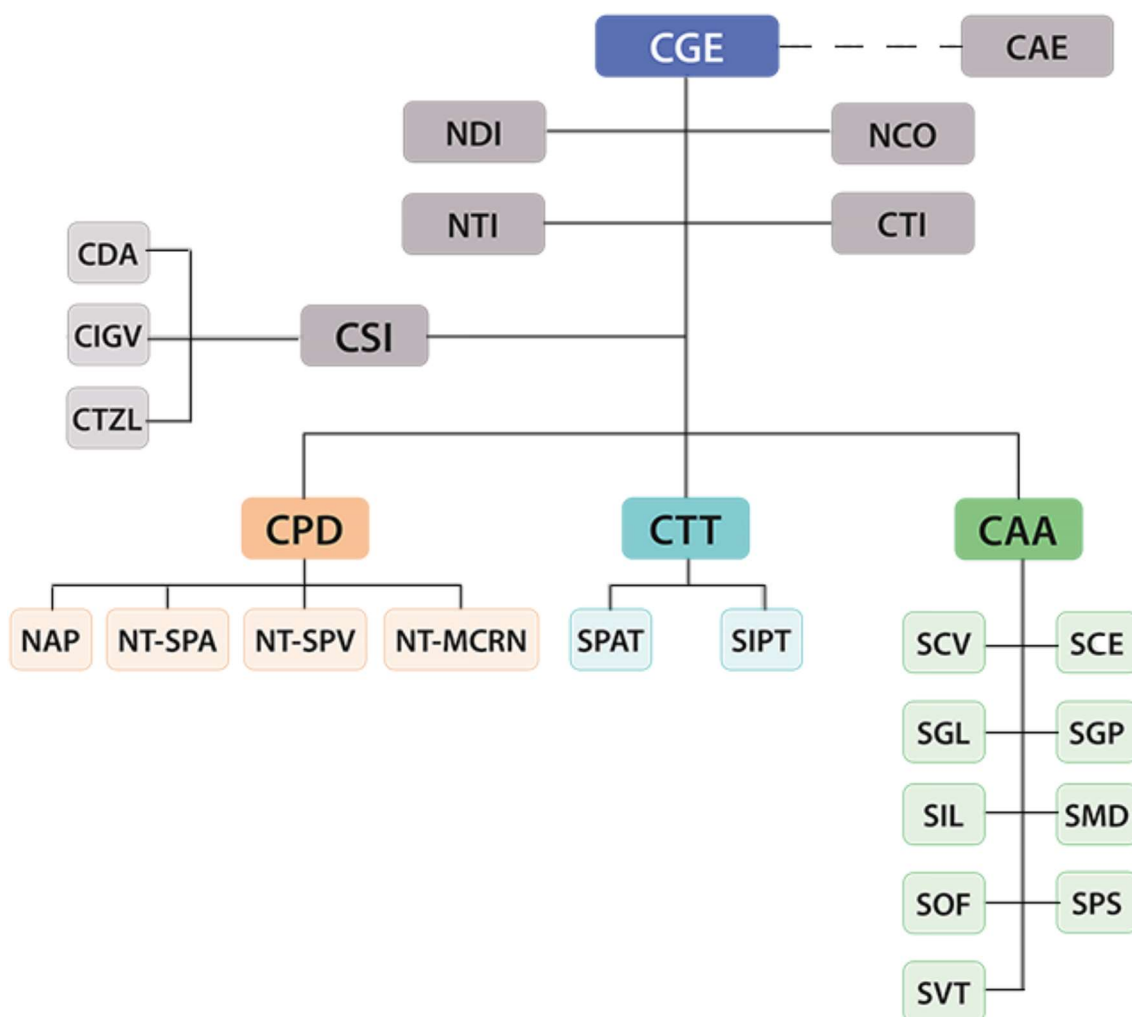 CGE
CAE
NDI
NCO
NTI
CTI
CDA
CIGV
CTZL
CSI
CPD
CTT
CAA
NAP
NT-SPA
NT-SPV
NT-MCRN
SPAT
SIPT
SCV
SCE
SGL
SGP
SIL
SMD
SOF
SPS
SVT